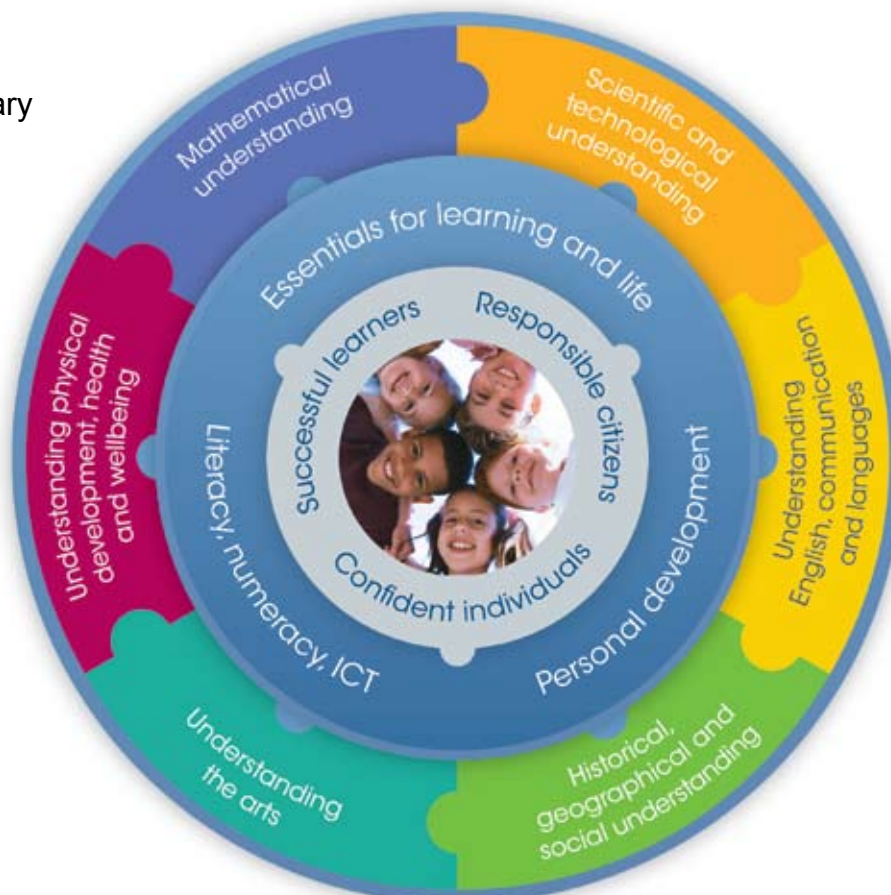 ary
Mathematical
understanding
Scientific and
technological
understanding
Understanding
English, communication
and languages
Historical,
geographical and
social understanding
Understanding
the arts
Understanding physical
development, health
and wellbeing
Essentials for learning and life
Personal development
Literacy, numeracy, ICT
Successful learners
Responsible citizens
Confident individuals